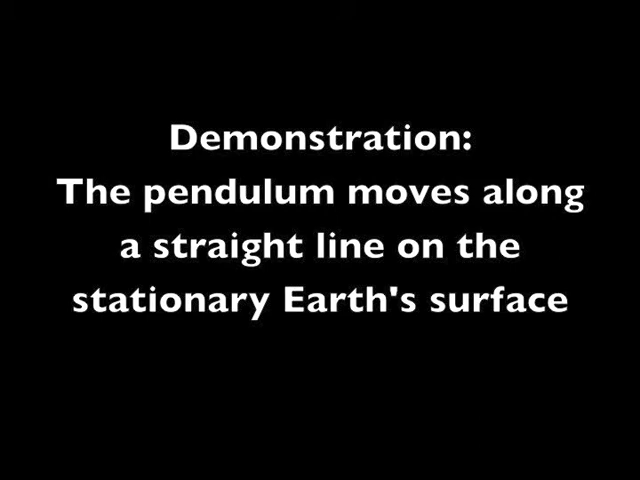 Demonstration:
The pendulum moves along
a straight line on the
stationary Earth's surface